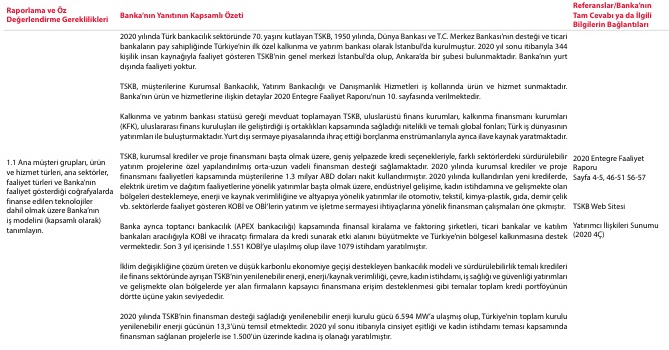 Raporlama ve Öz
Değerlendirme Gereklilikleri
Banka'nın Yanıtının Kapsamlı Özeti
Referanslar/Banka'nın
Tam Cevabı ya da İlgili
Bilgilerin Bağlantıları
1.1 Ana müşteri grupları, ürün
ve hizmet türleri, ana sektörler,
faaliyet türleri ve Banka'nın
faaliyet gösterdiği coğrafyalarda
finanse edilen teknolojiler
dahil olmak üzere Banka'nın
iş modelini (kapsamlı olarak)
tanımlayın.
2020 yılında Türk bankacılık sektöründe 70. yaşını kutlayan TSKB, 1950 yılında, Dünya Bankası ve T.C. Merkez Bankası'nın desteği ve ticari
bankaların pay sahipliğinde Türkiye'nin ilk özel kalkınma ve yatırım bankası olarak İstanbul'da kurulmuştur. 2020 yıl sonu itibarıyla 344
kişilik insan kaynağıyla faaliyet gösteren TSKB'nin genel merkezi İstanbul'da olup, Ankara'da bir şubesi bulunmaktadır. Banka'nın yurt
dışında faaliyeti yoktur.
TSKB, müşterilerine Kurumsal Bankacılık, Yatırım Bankacılığı ve Danışmanlık Hizmetleri iş kollarında ürün ve hizmet sunmaktadır.
Banka'nın ürün ve hizmetlerine ilişkin detaylar 2020 Entegre Faaliyet Raporu'nun 10. sayfasında verilmektedir.
Kalkınma ve yatırım bankası statüsü gereği mevduat toplamayan TSKB, uluslarüstü finans kurumları, kalkınma finansmanı kurumları
(KFK), uluslararası finans kuruluşları ile geliştirdiği iş ortaklıkları kapsamında sağladığı nitelikli ve temalı global fonları; Türk iş dünyasının
yatırımları ile buluşturmaktadır. Yurt dışı sermaye piyasalarında ihraç ettiği borçlanma enstrümanlarıyla ayrıca ilave kaynak yaratmaktadır.
TSKB, kurumsal krediler ve proje finansmanı başta olmak üzere, geniş yelpazede kredi seçenekleriyle, farklı sektörlerdeki sürdürülebilir
yatırım projelerine özel yapılandırılmış orta-uzun vadeli finansman desteği sağlamaktadır. 2020 yılında kurumsal krediler ve proje
finansmanı faaliyetleri kapsamında müşterilerine 1.3 milyar ABD doları nakit kullandırmıştır. 2020 yılında kullandırılan yeni kredilerde,
elektrik üretim ve dağıtım faaliyetlerine yönelik yatırımlar başta olmak üzere, endüstriyel gelişime, kadın istihdamına ve gelişmekte olan
bölgeleri desteklemeye, enerji ve kaynak verimliliğine ve altyapıya yönelik yatırımlar ile otomotiv, tekstil, kimya-plastik, gıda, demir çelik
vb. sektörlerde faaliyet gösteren KOBİ ve OBİ'lerin yatırım ve işletme sermayesi ihtiyaçlarına yönelik finansman çalışmaları öne çıkmıştır.
Banka ayrıca toptancı bankacılık (APEX bankacılığı) kapsamında finansal kiralama ve faktoring şirketleri, ticari bankalar ve katılım
bankaları aracılığıyla KOBİ ve ihracatçı firmalara da kredi sunarak etki alanını büyütmekte ve Türkiye'nin bölgesel kalkınmasına destek
vermektedir. Son 3 yıl içerisinde 1.551 KOBİ'ye ulaşılmış olup ilave 1079 istihdam yaratılmıştır.
İklim değişikliğine çözüm üreten ve düşük karbonlu ekonomiye geçişi destekleyen bankacılık modeli ve sürdürülebilirlik temalı kredileri
ile finans sektöründe ayrışan TSKB'nin yenilenebilir enerji, enerji/kaynak verimliliği, çevre, kadın istihdamı, iş sağlığı ve güvenliği yatırımları
ve gelişmekte olan bölgelerde yer alan firmaların kapsayıcı finansmana erişim desteklenmesi gibi temalar toplam kredi portföyünün
dörtte üçüne yakın seviyededir.
2020 yılında TSKB'nin finansman desteği sağladığı yenilebilir enerji kurulu gücü 6.594 MW'a ulaşmış olup, Türkiye'nin toplam kurulu
yenilenebilir enerji gücünün 13,3'ünü temsil etmektedir. 2020 yıl sonu itibarıyla cinsiyet eşitliği ve kadın istihdamı teması kapsamında
finansman sağlanan projelerle ise 1.500'ün üzerinde kadına iş olanağı yaratılmıştır.
2020 Entegre Faaliyet
Raporu
Sayfa 4-5, 46-51 56-57
TSKB Web Sitesi
Yatırımcı İlişkileri Sunumu
(2020 4Ç)